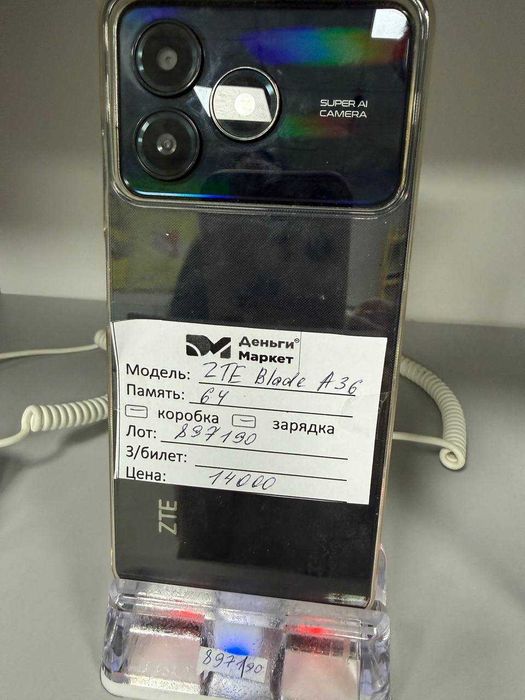 SUPER AI
CAMERA
Деньги®
Маркет
Модель: ZTE Blade A36
Память: 64
коробка зарядка
Лот: 897190
З/билет:
Цена: 14000
ZTE
897190